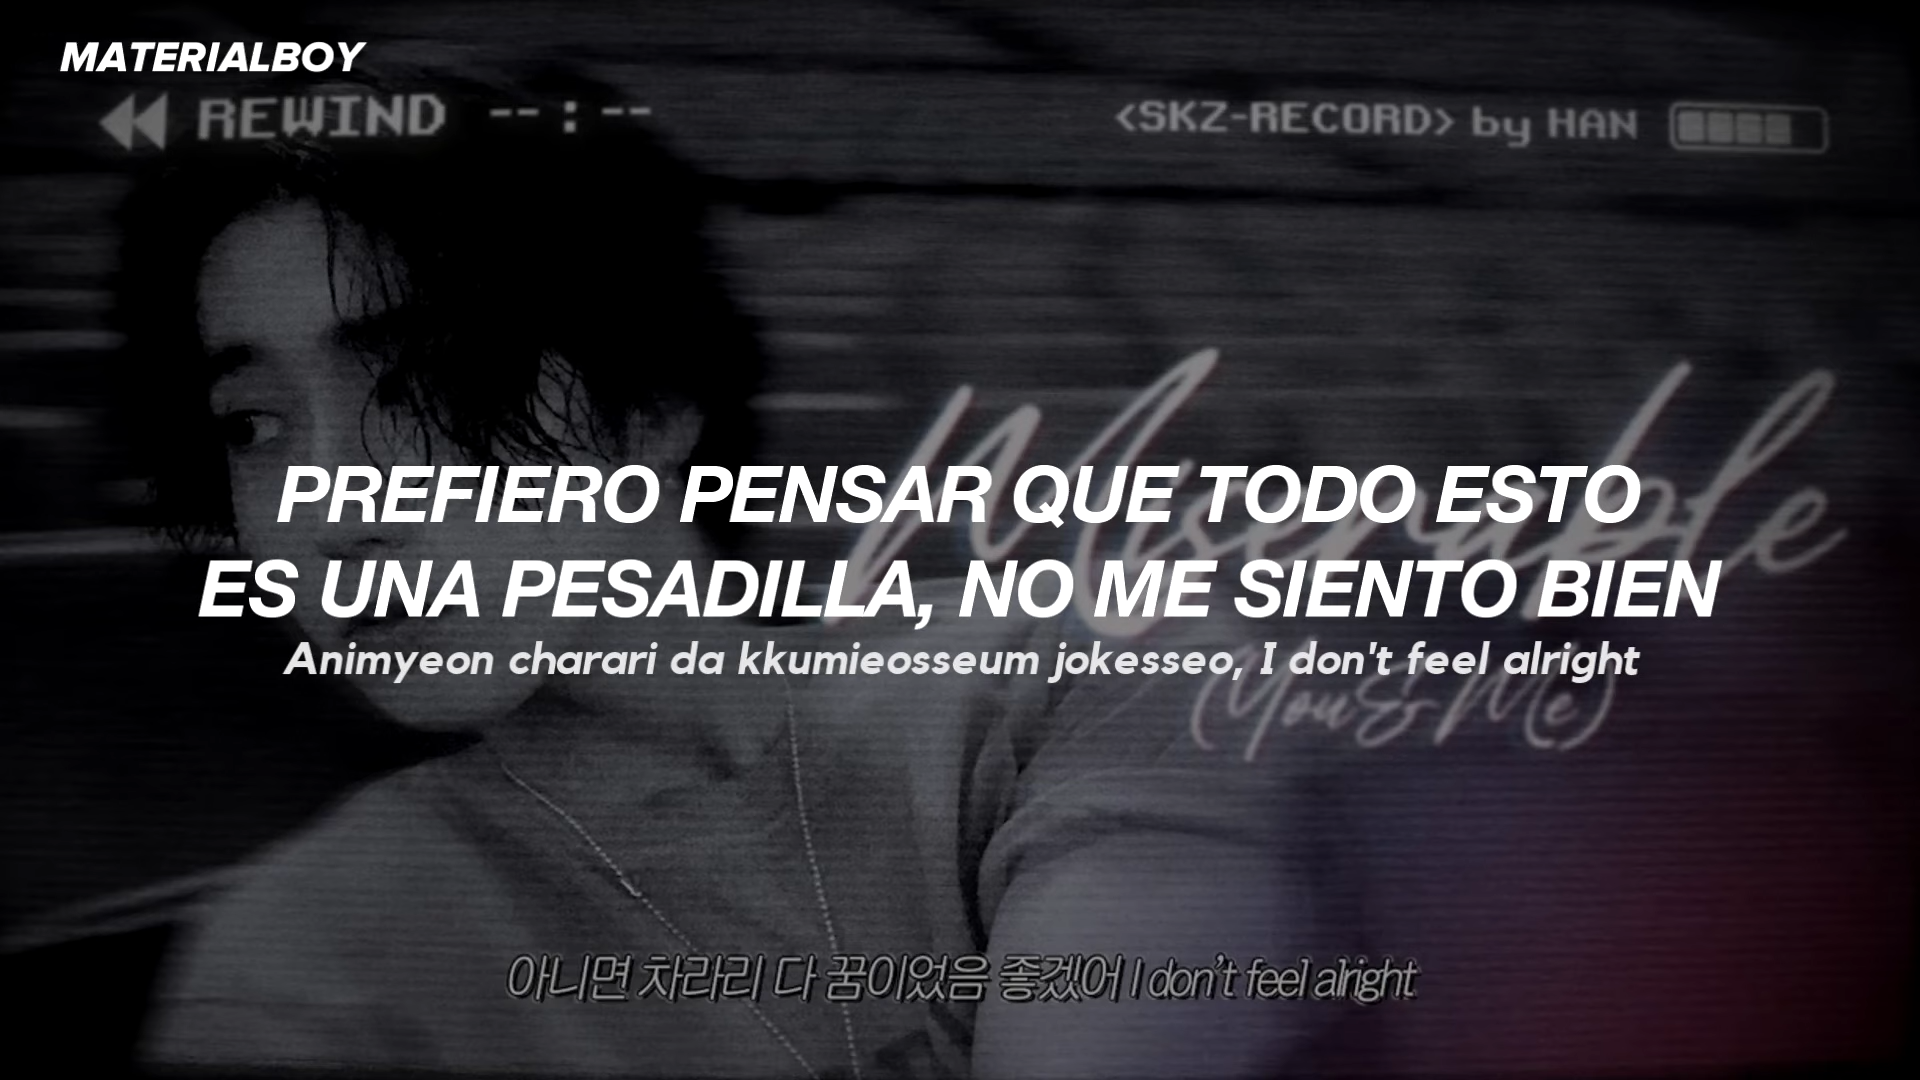 MATERIALBOY
REWIND --:--
<SKZ-RECORD> by HAN
Miserable
PREFIERO PENSAR QUE TODO ESTO
ES UNA PESADILLA, NO ME SIENTO BIEN
Animyeon charari da kkumieosseum jokesseo, I don't feel alright
(You & Me)
아니면 차라리 다 꿈이었음 좋겠어 I don't feel alright